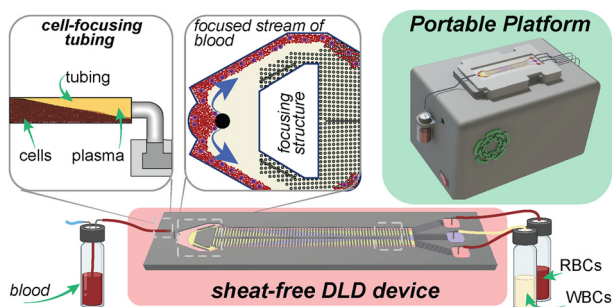 cell-focusing
tubing
tubing
cells
plasma
focused stream of
blood
focusing
structure
Portable Platform
blood
sheat-free DLD device
RBCs
WBCs